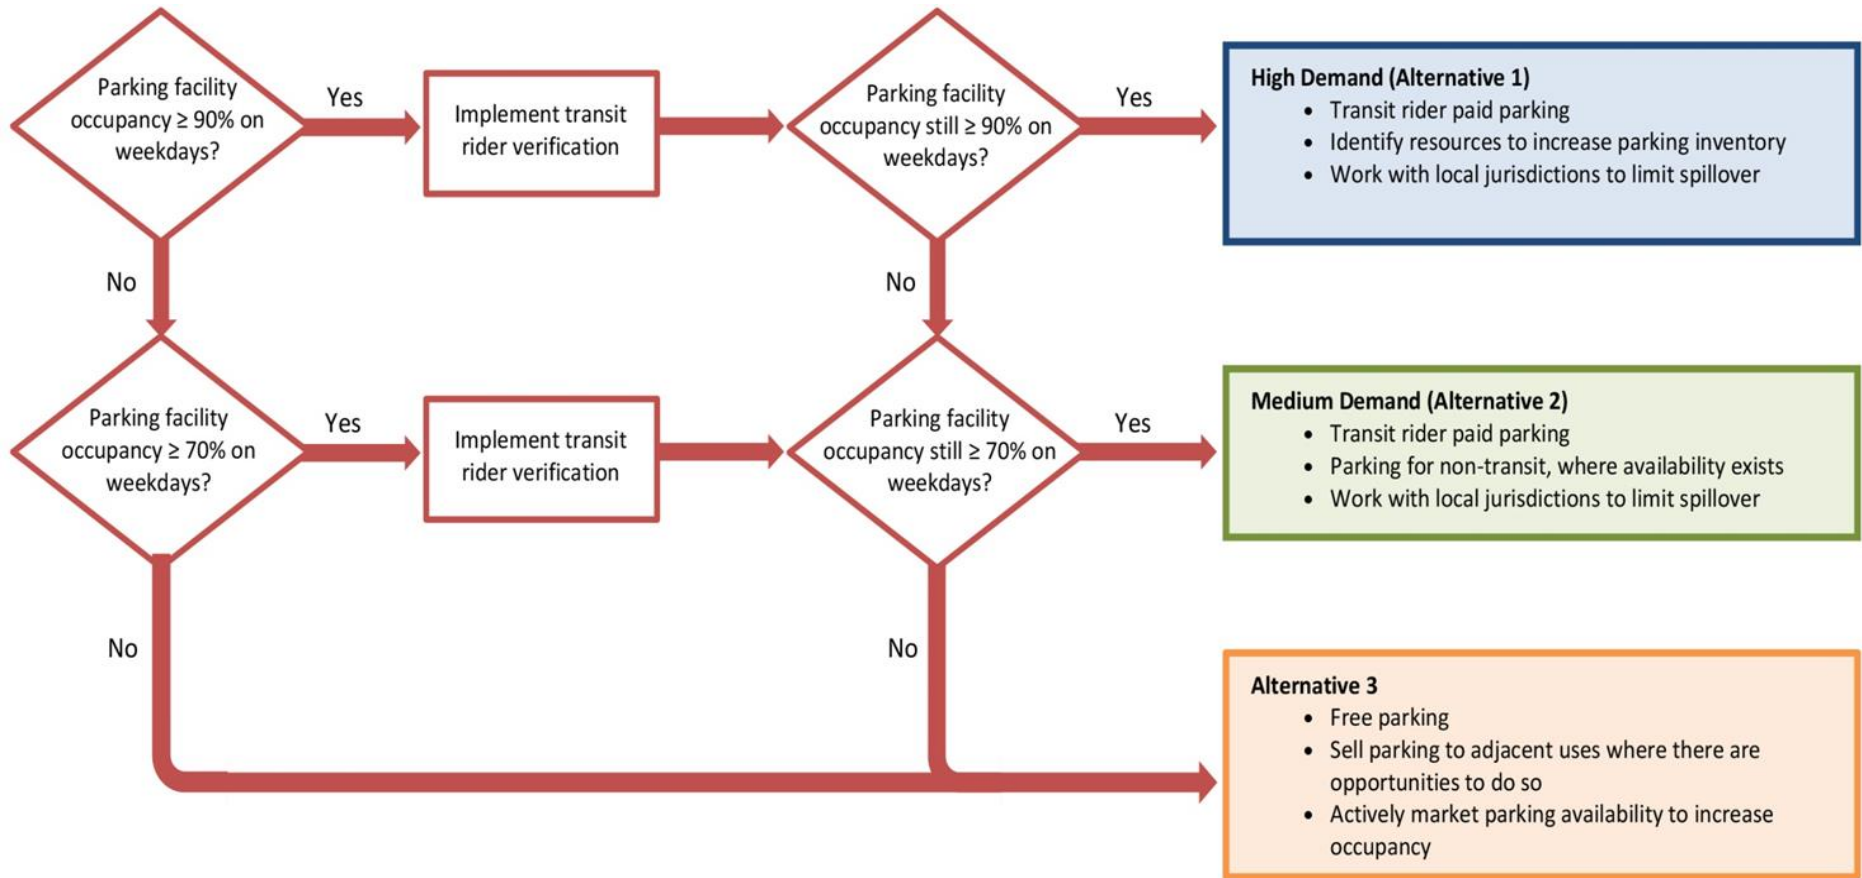 Parking facility
occupancy ≥ 90% on
weekdays?
Yes
Implement transit
rider verification
Parking facility
occupancy still ≥ 90% on
weekdays?
Yes
High Demand (Alternative 1)
• Transit rider paid parking
• Identify resources to increase parking inventory
• Work with local jurisdictions to limit spillover
No
No
Parking facility
occupancy ≥ 70% on
weekdays?
Yes
Implement transit
rider verification
Parking facility
occupancy still ≥ 70% on
weekdays?
Yes
Medium Demand (Alternative 2)
• Transit rider paid parking
• Parking for non-transit, where availability exists
• Work with local jurisdictions to limit spillover
No
No
Alternative 3
• Free parking
• Sell parking to adjacent uses where there are
opportunities to do so
• Actively market parking availability to increase
occupancy